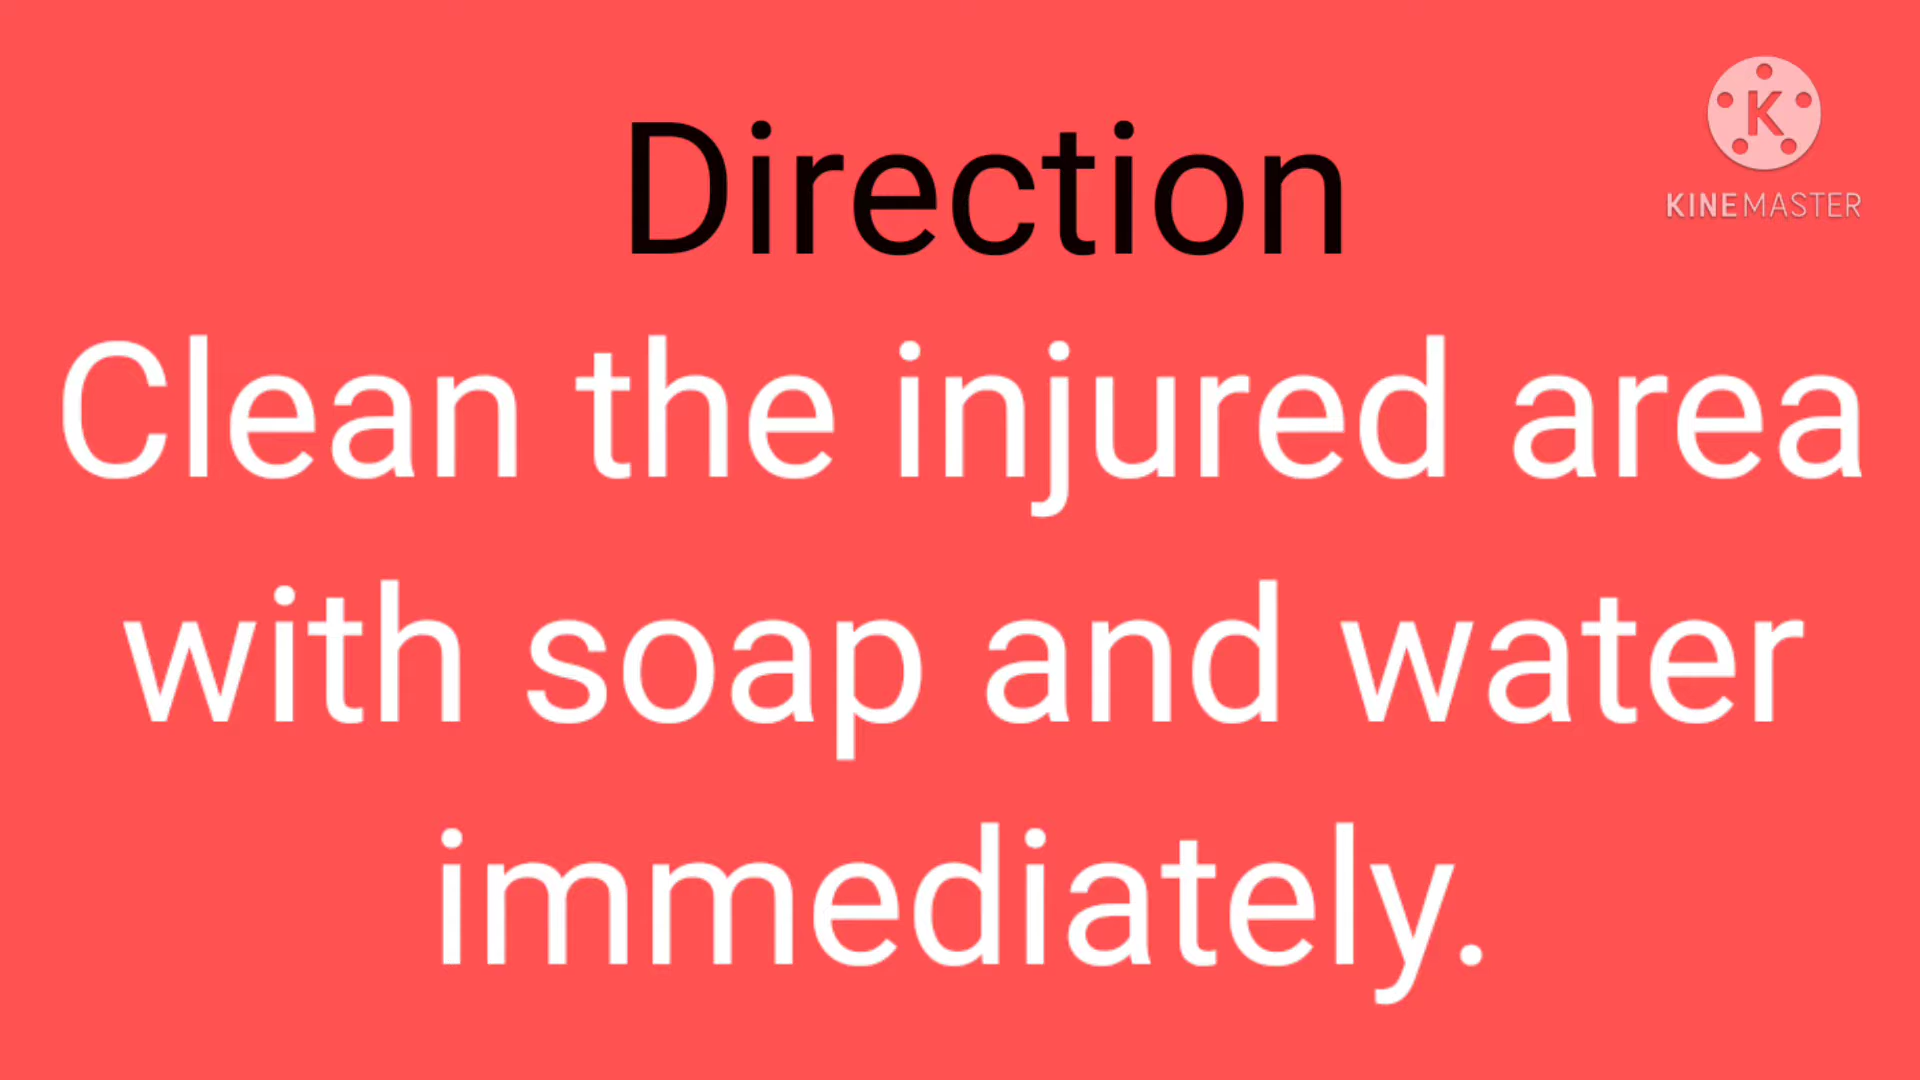 Direction
K
KINEMASTER
Clean the injured area
with soap and water
immediately.